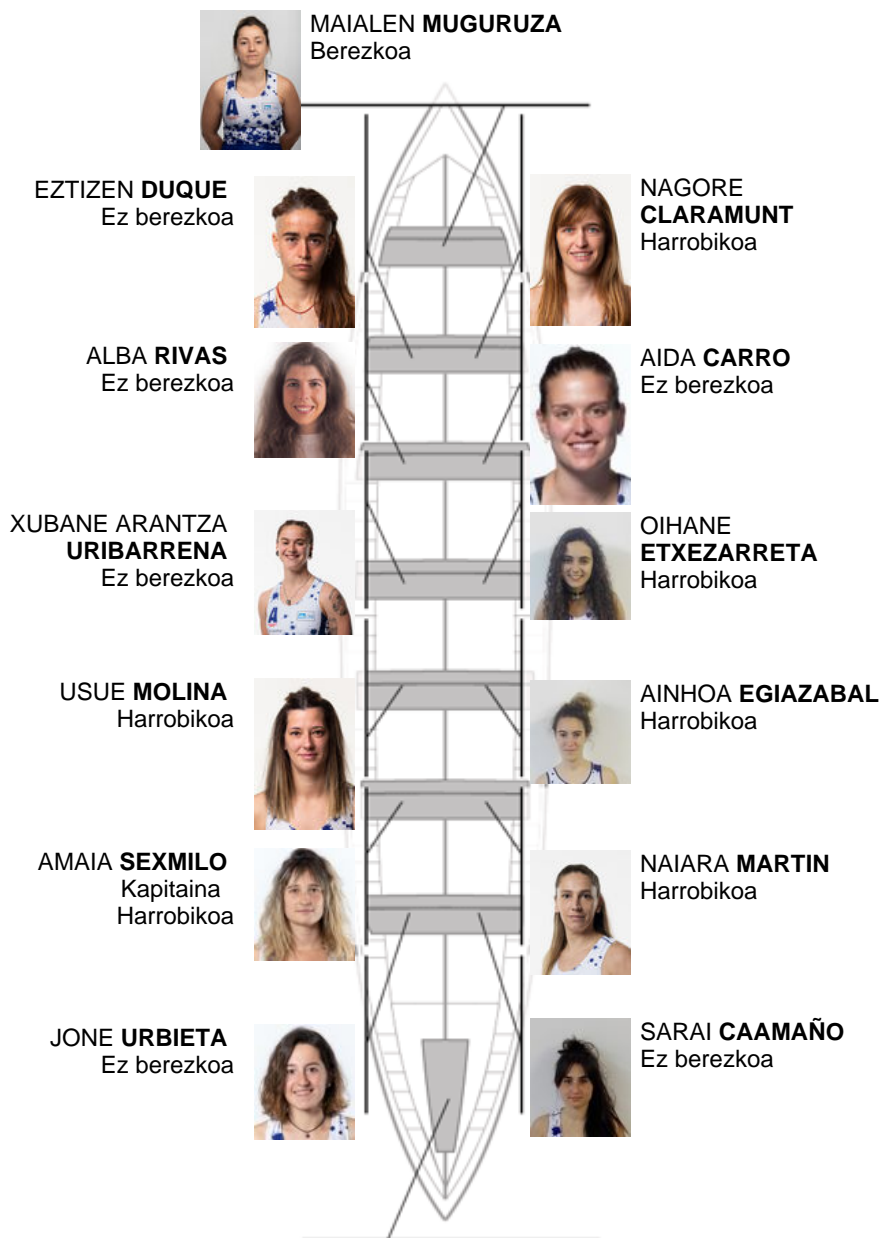 MAIALEN MUGURUZA
Berezkoa
EZTIZEN DUQUE
Ez berezkoa
NAGORE
CLARAMUNT
Harrobikoa
ALBA RIVAS
Ez berezkoa
AIDA CARRO
Ez berezkoa
XUBANE ARANTZA
URIBARRENA
Ez berezkoa
OIHANE
ETXEZARRETA
Harrobikoa
USUE MOLINA
Harrobikoa
AINHOA EGIAZABAL
Harrobikoa
AMAIA SEXMILO
Kapitaina
Harrobikoa
NAIARA MARTIN
Harrobikoa
JONE URBIETA
Ez berezkoa
SARAI CAAMAÑO
Ez berezkoa